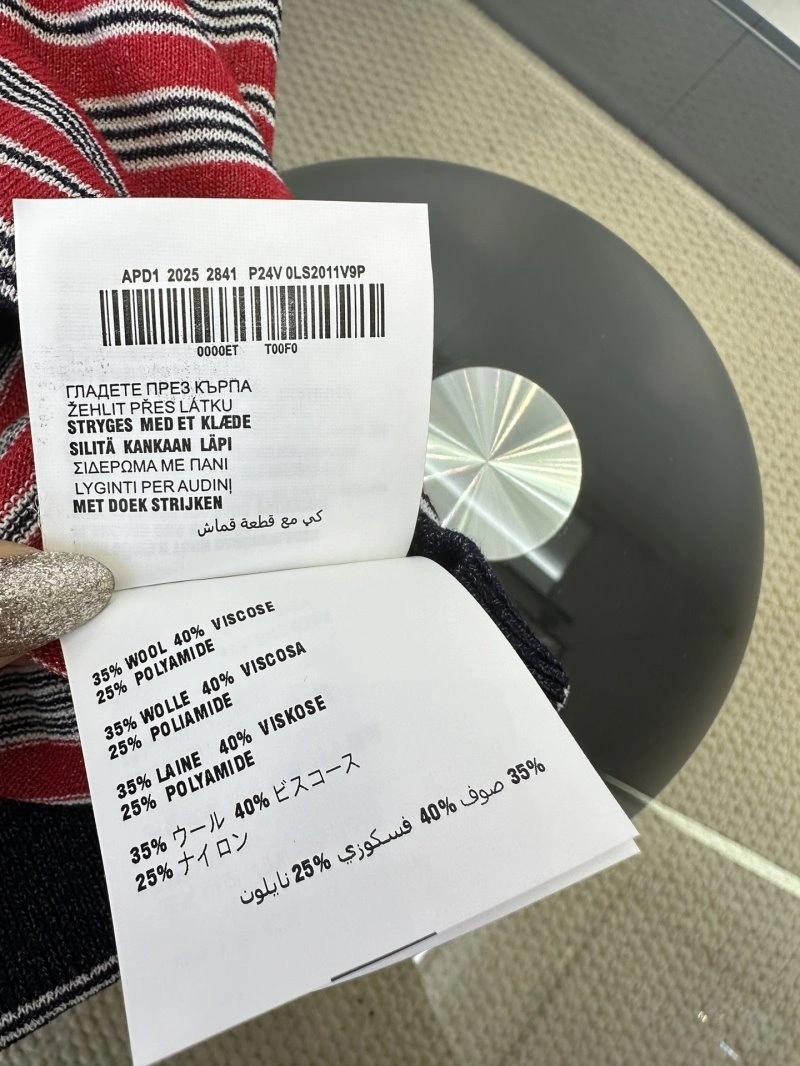 APD1 2025 2841 P24V 0LS2011V9P
0000ET T00F0
ГЛАДЕТЕ ПРЕЗ КЪРПА
ŽEHLIT PŘES LÁTKU
STRYGES MED ET KLÆDE
SILITÄ KANKAAN LÄPI
ΣΙΔΕΡΩΜΑ ΜΕ ΠΑΝΙ
LYGINTI PER AUDINĮ
MET DOEK STRIJKEN
كي مع قطعة قماش
35% WOOL 40% VISCOSE
25% POLYAMIDE
35% WOLLE 40% VISCOSA
25% POLIAMIDE
35% LAINE 40% VISKOSE
25% POLYAMIDE
35% ウール 40% ビスコース
25% ナイロン
35% صوف 40% فسكوزي 25% نايلون